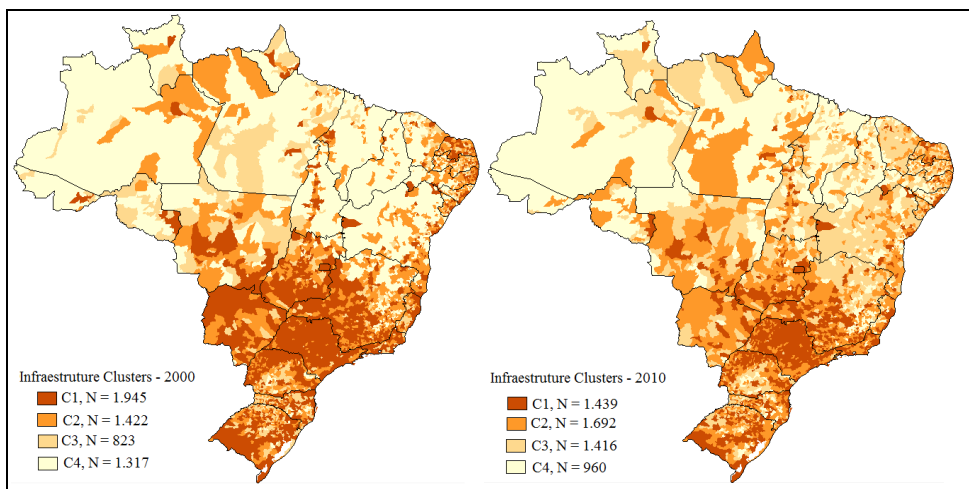 Infraestruture Clusters - 2000
C1, N = 1.945
C2, N = 1.422
C3, N = 823
C4, N = 1.317
Infraestruture Clusters - 2010
C1, N = 1.439
C2, N = 1.692
C3, N = 1.416
C4, N = 960